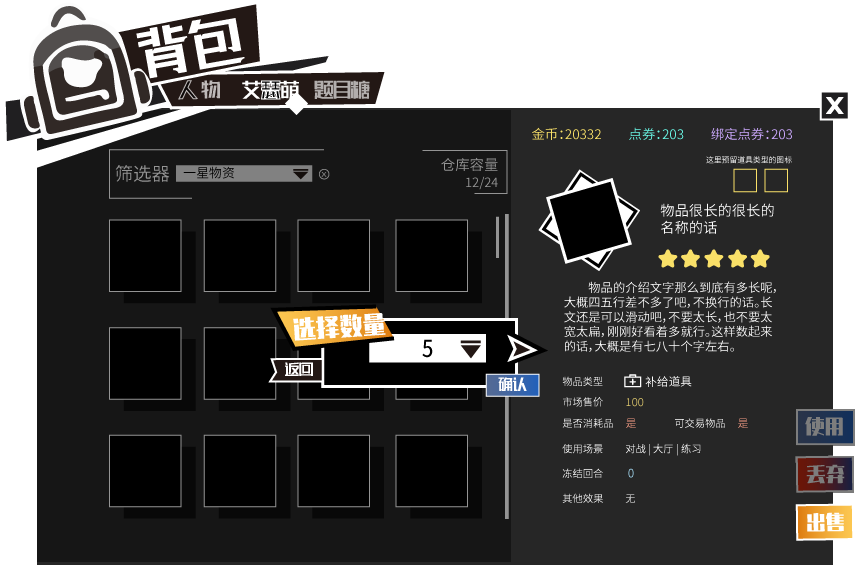 背包
人物
艾露萌
题目糖
X
金币:20332
点券:203
绑定点券:203
这里预留道具类型的图标
筛选器
一星物资
仓库容量
12/24
物品很长的很长的
名称的话
物品的介绍文字那么到底有多长呢,
大概四五行差不多了吧,不换行的话。长
文还是可以滑动吧,不要太长,也不要太
宽太扁,刚刚好看着多就行。这样数起来
的话,大概是有七八十个字左右。
选择数量
5
返回
确认
物品类型
补给道具
市场售价
100
是否消耗品
是
可交易物品
是
使用场景
对战|大厅|练习
冻结回合
0
其他效果
无
使用
丢弃
出售